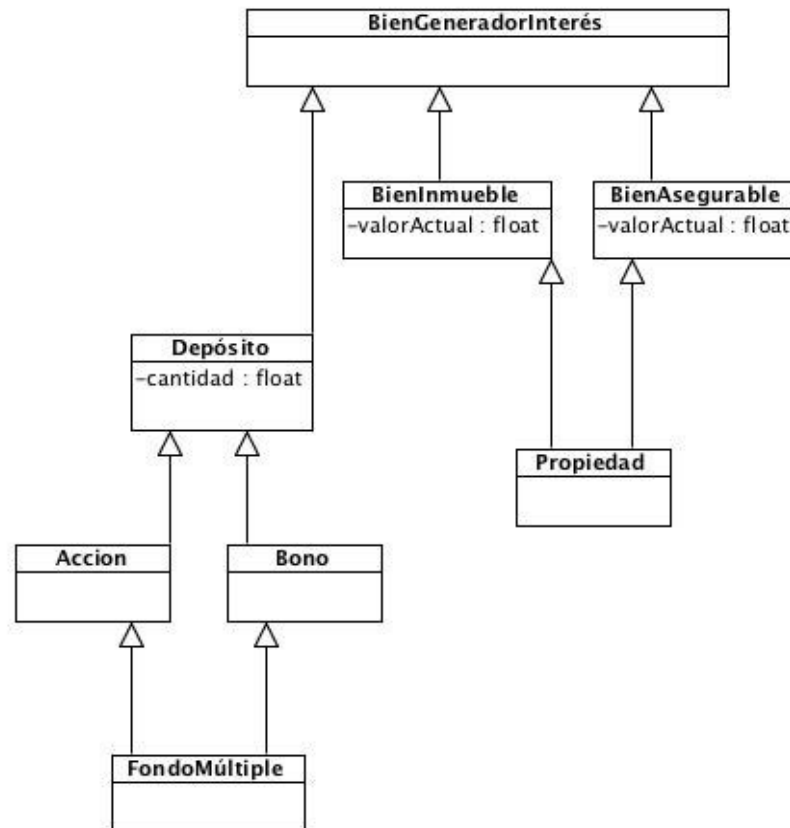 BienGeneradorInterés
BienInmueble
-valorActual : float
BienAsegurable
-valorActual : float
Depósito
-cantidad : float
Propiedad
Accion
Bono
FondoMúltiple